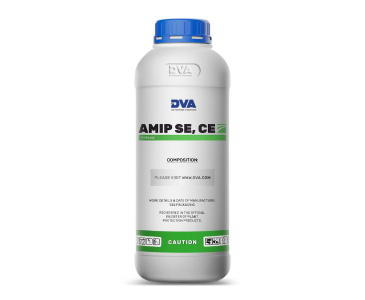 DVA
DVA
AMIP SE, CE
COMPOSITION:
PLEASE VISIT WWW.DVA.COM
MORE DETAILS & DATE OF MANUFACTURE:
SEE PACKAGING
REGISTERED IN THE OFFICIAL
REGISTER OF PLANT
PROTECTION PRODUCTS.
CAUTION